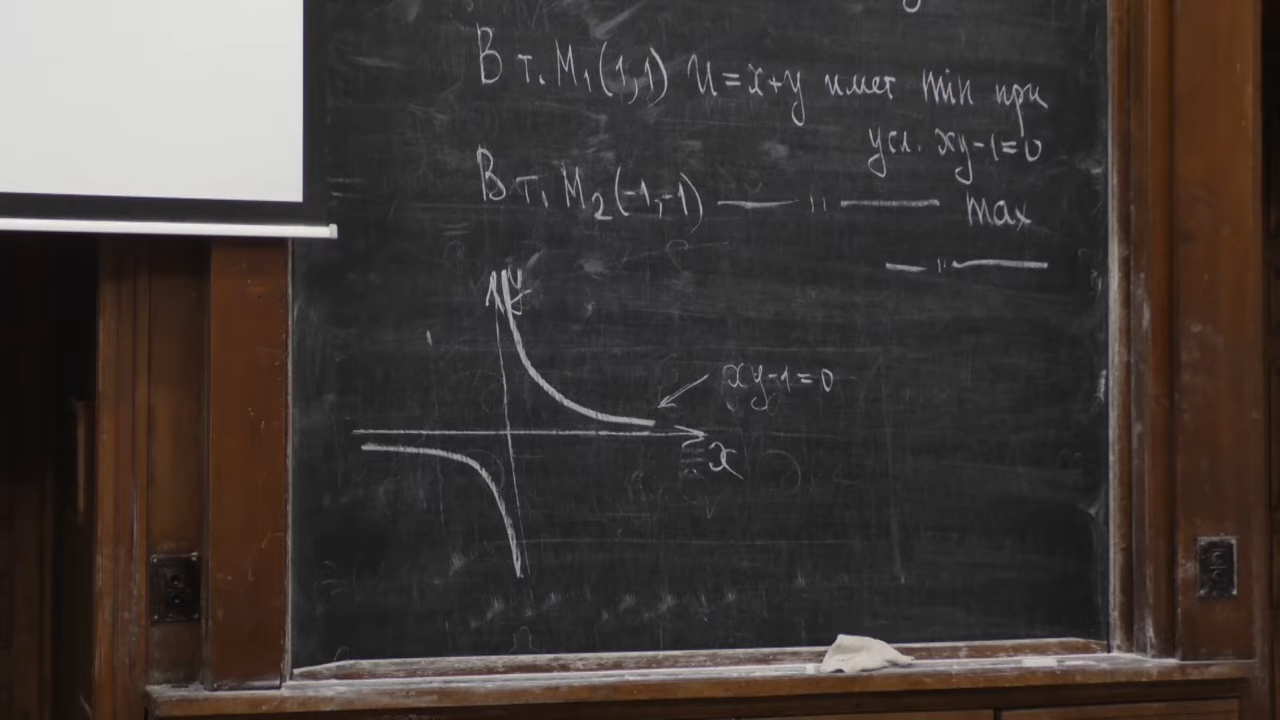 В т. M₁(1,1) u=x+y имеет min при
усл. xy-1=0
В т. M₂(-1,-1) — " — max
— " —
y
xy-1=0
x